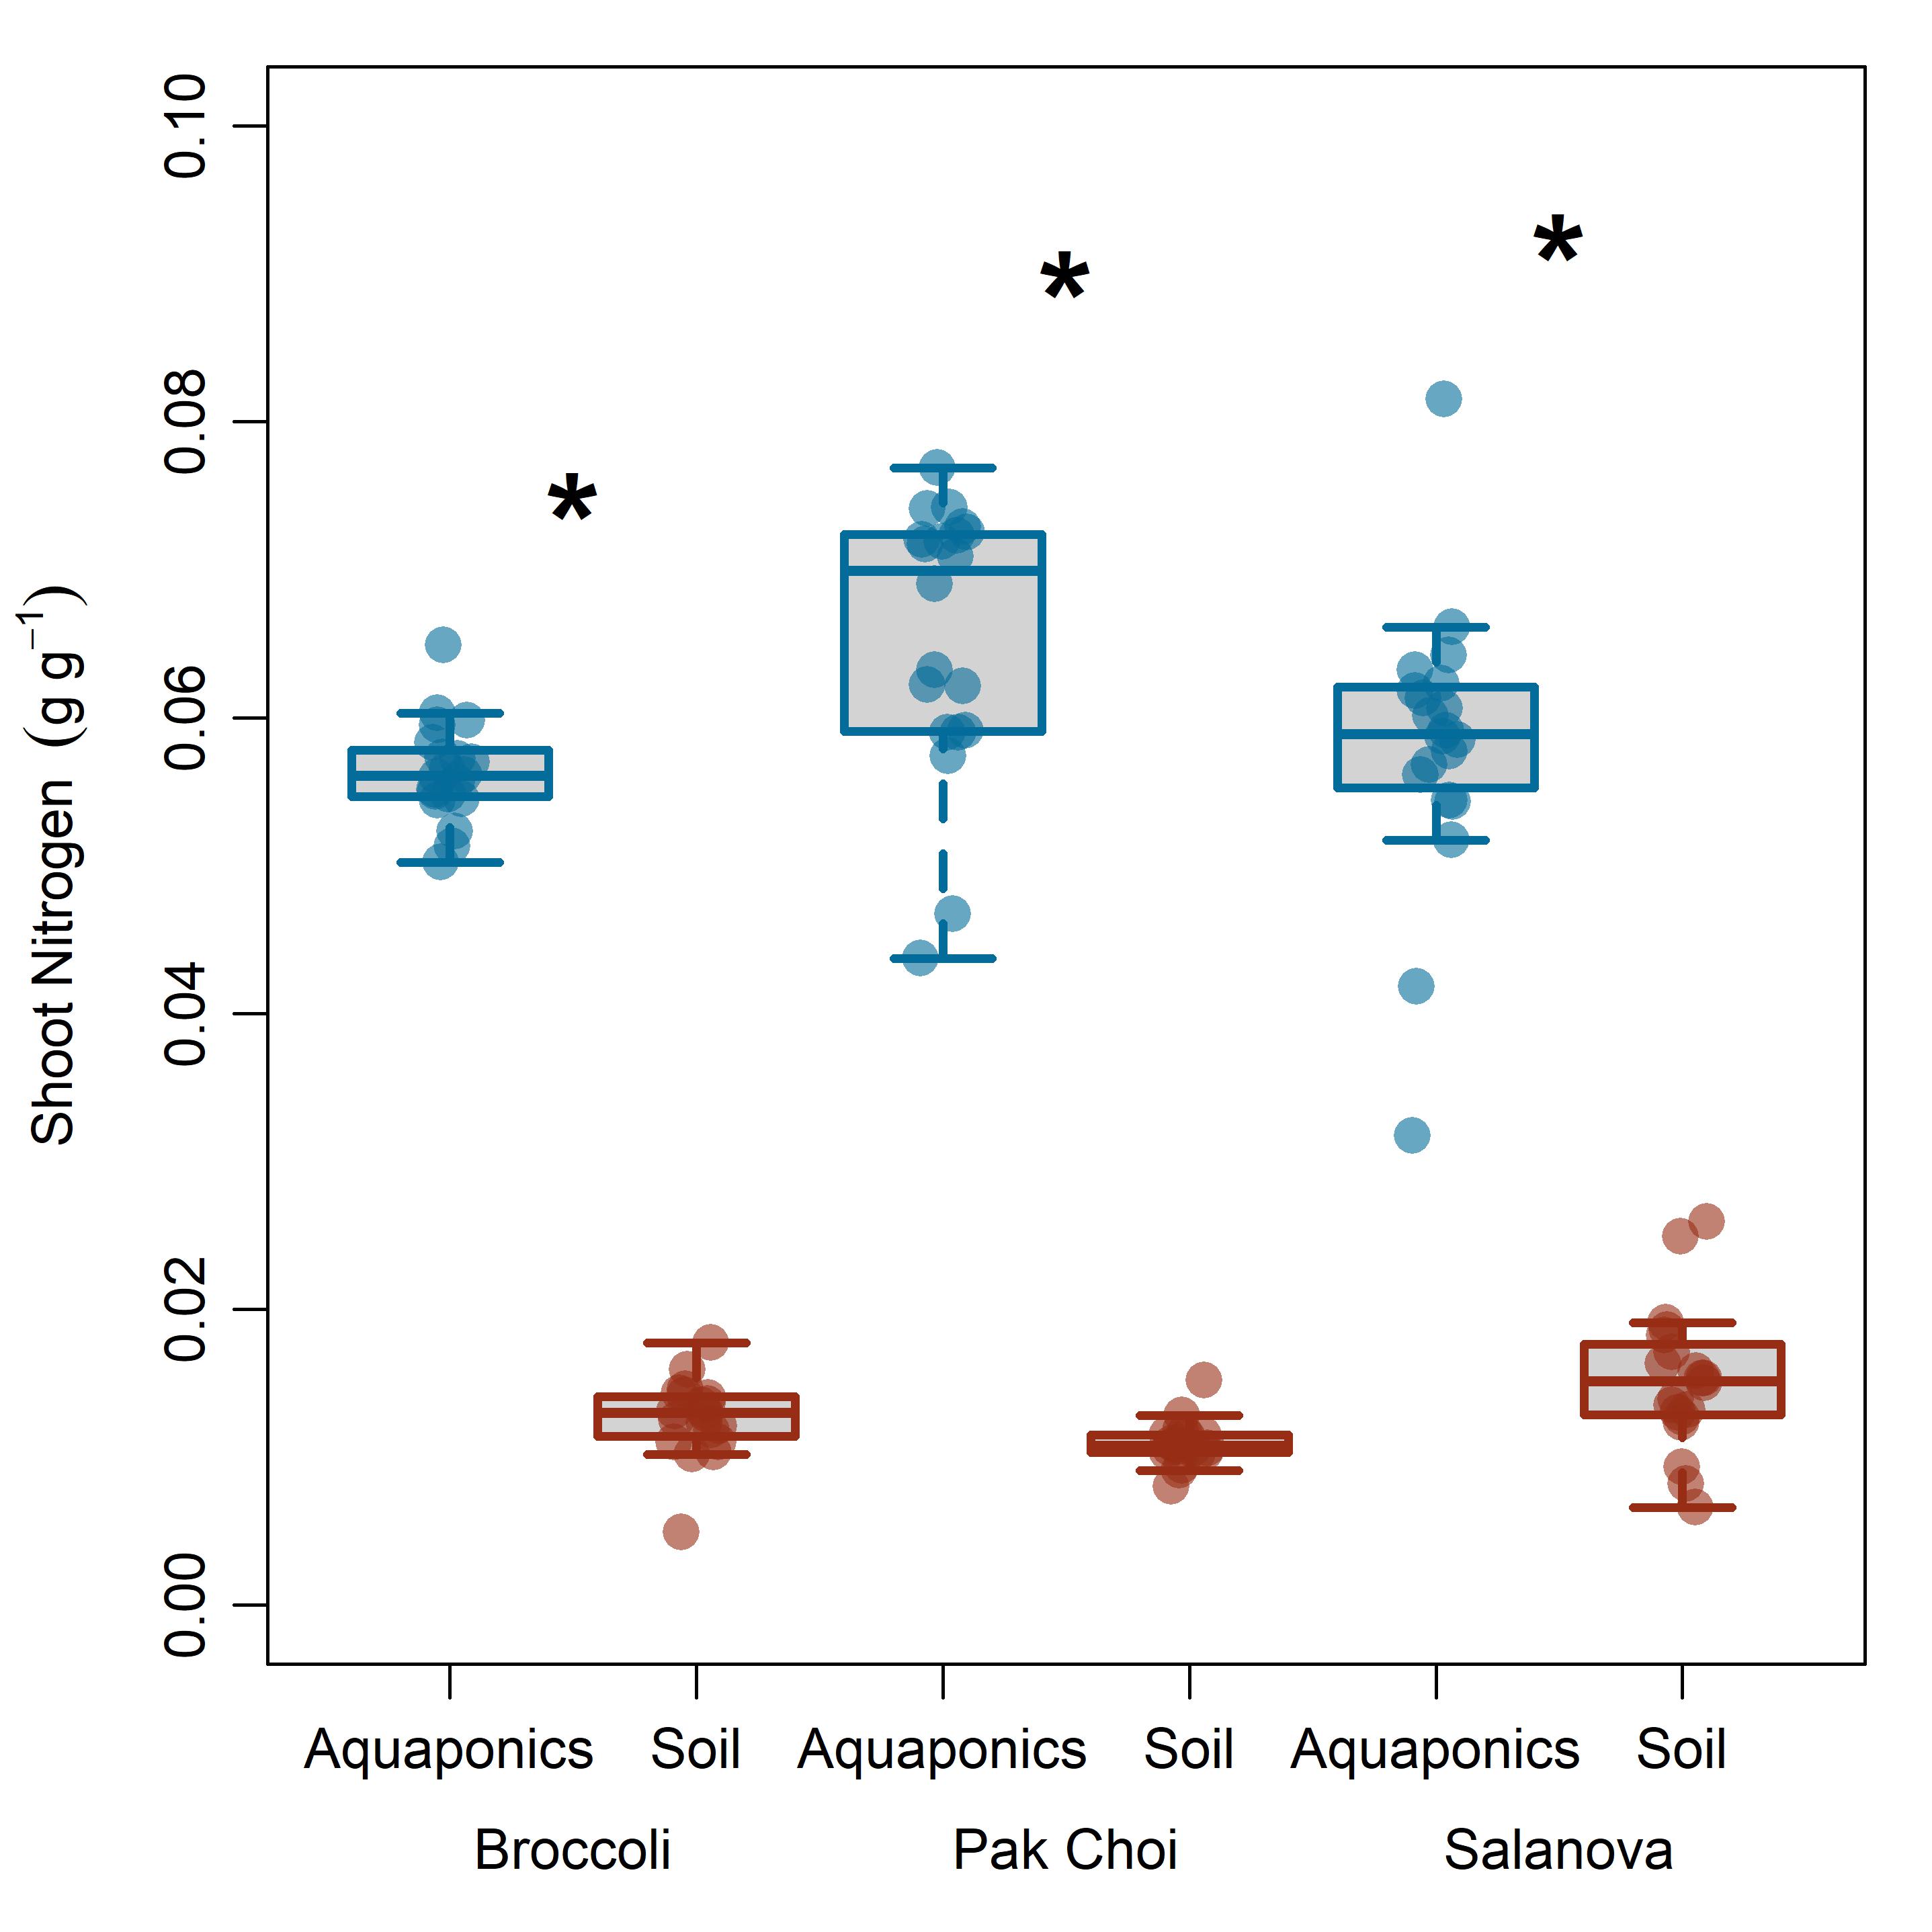 Shoot Nitrogen (g g⁻¹)
0.10
0.08
0.06
0.04
0.02
0.00
* * *
Aquaponics Soil Aquaponics Soil Aquaponics Soil
Broccoli Pak Choi Salanova